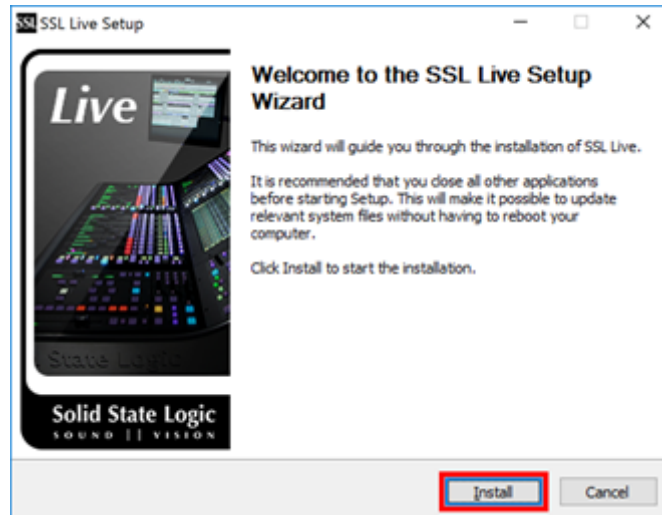 SSL SSL Live Setup
Live
State Logic
Solid State Logic
SOUND || VISION
Welcome to the SSL Live Setup
Wizard
This wizard will guide you through the installation of SSL Live.
It is recommended that you close all other applications
before starting Setup. This will make it possible to update
relevant system files without having to reboot your
computer.
Click Install to start the installation.
Install
Cancel